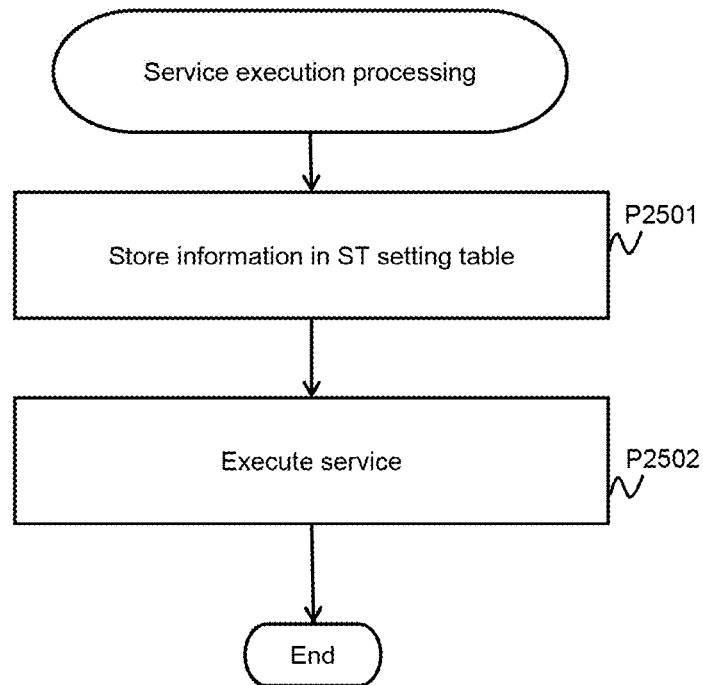 Service execution processing
P2501
Store information in ST setting table
P2502
Execute service
End